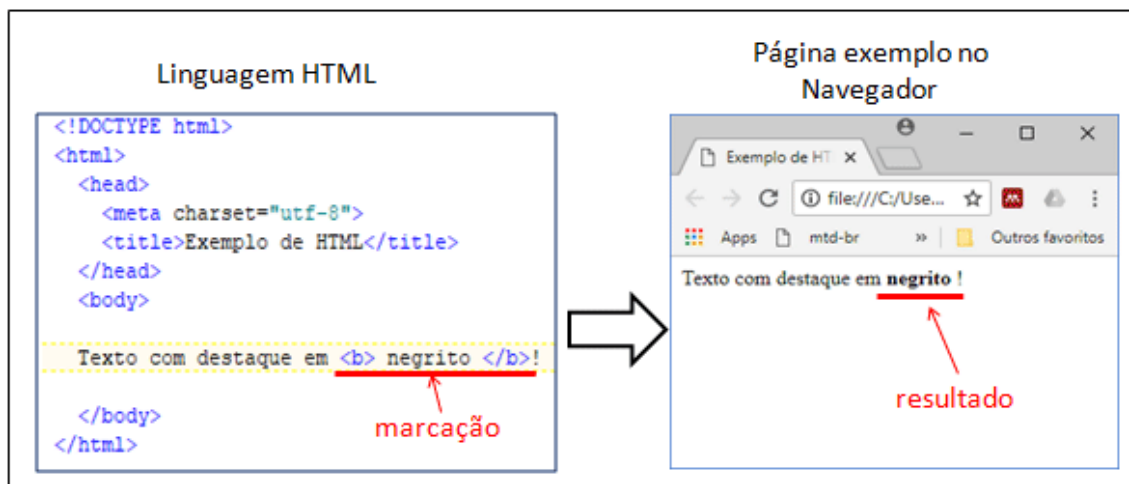 Linguagem HTML
<!DOCTYPE html>
<html>
<head>
<meta charset="utf-8">
<title>Exemplo de HTML</title>
</head>
<body>
Texto com destaque em <b> negrito </b>!
marcação
</body>
</html>
Página exemplo no
Navegador
Exemplo de HT
file:///C:/Use...
Apps mtd-br » Outros favoritos
Texto com destaque em negrito !
resultado